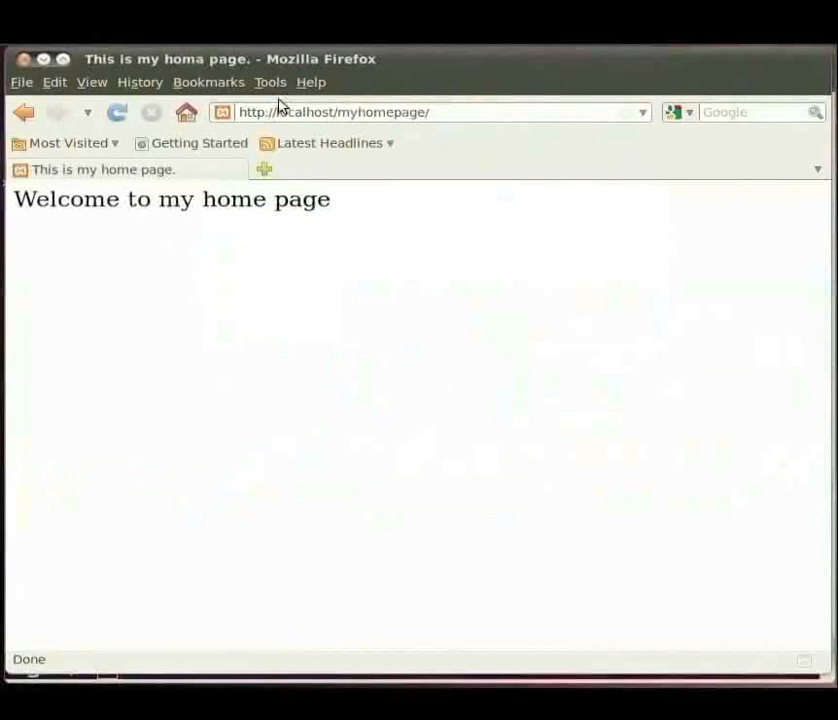 This is my homa page. - Mozilla Firefox
File Edit View History Bookmarks Tools Help
http://localhost/myhomepage/ Google
Most Visited Getting Started Latest Headlines
This is my home page.
Welcome to my home page
Done